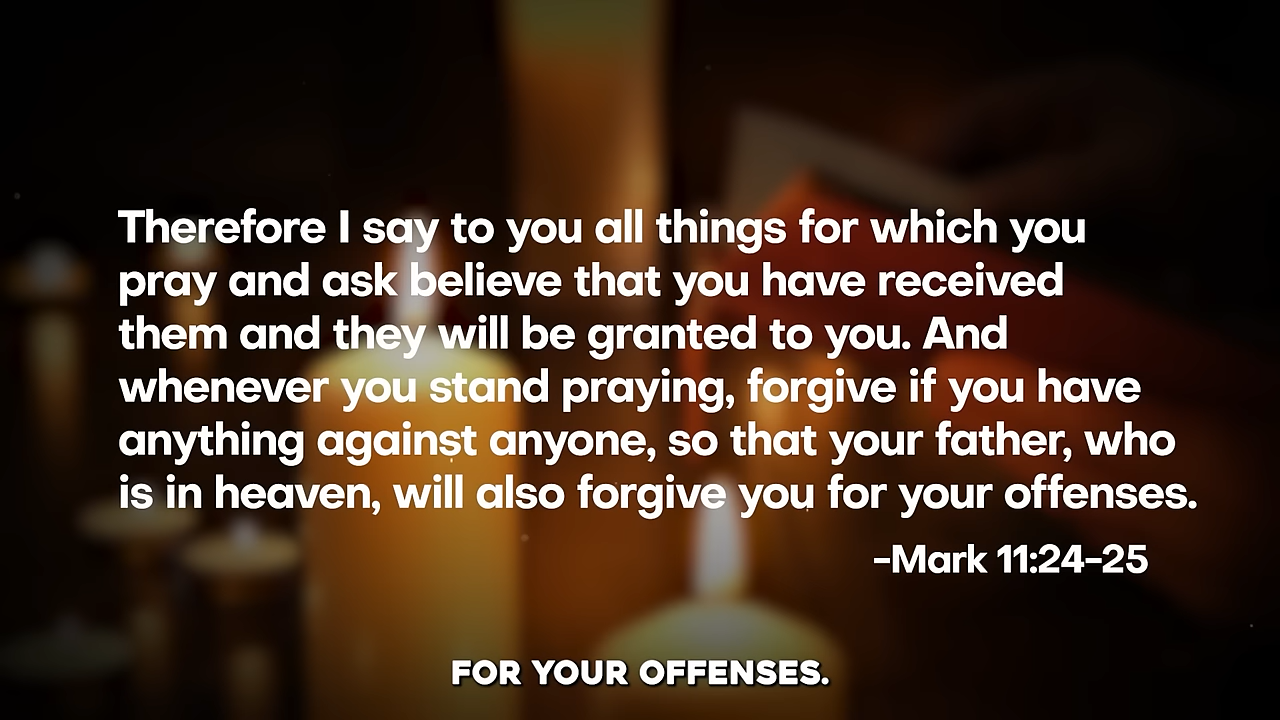 Therefore I say to you all things for which you
pray and ask believe that you have received
them and they will be granted to you. And
whenever you stand praying, forgive if you have
anything against anyone, so that your father, who
is in heaven, will also forgive you for your offenses.
-Mark 11:24-25
FOR YOUR OFFENSES.